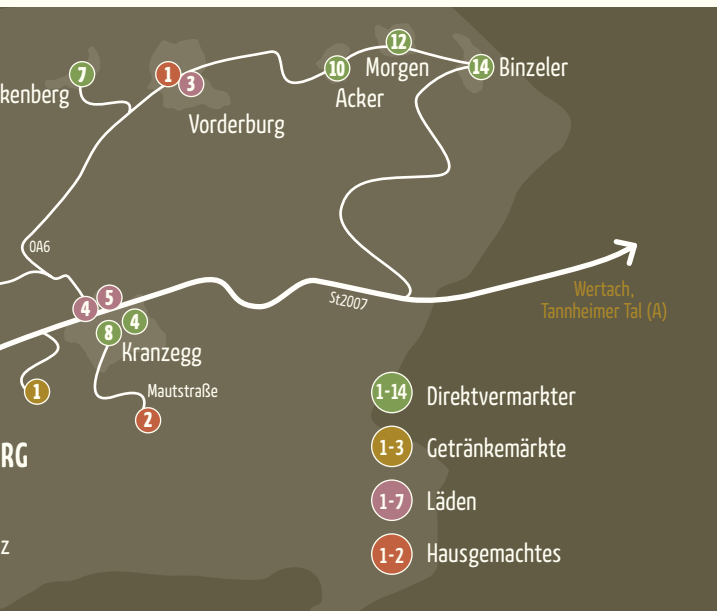 7
1
3
10
12
14
kenberg
Vorderburg
Morgen
Binzeler
Acker
OA6
St2007
Wertach,
Tannheimer Tal (A)
5
4
4
8
Kranzegg
1
Mautstraße
2
RG
z
1-14 Direktvermarkter
1-3 Getränkemärkte
1-7 Läden
1-2 Hausgemachtes